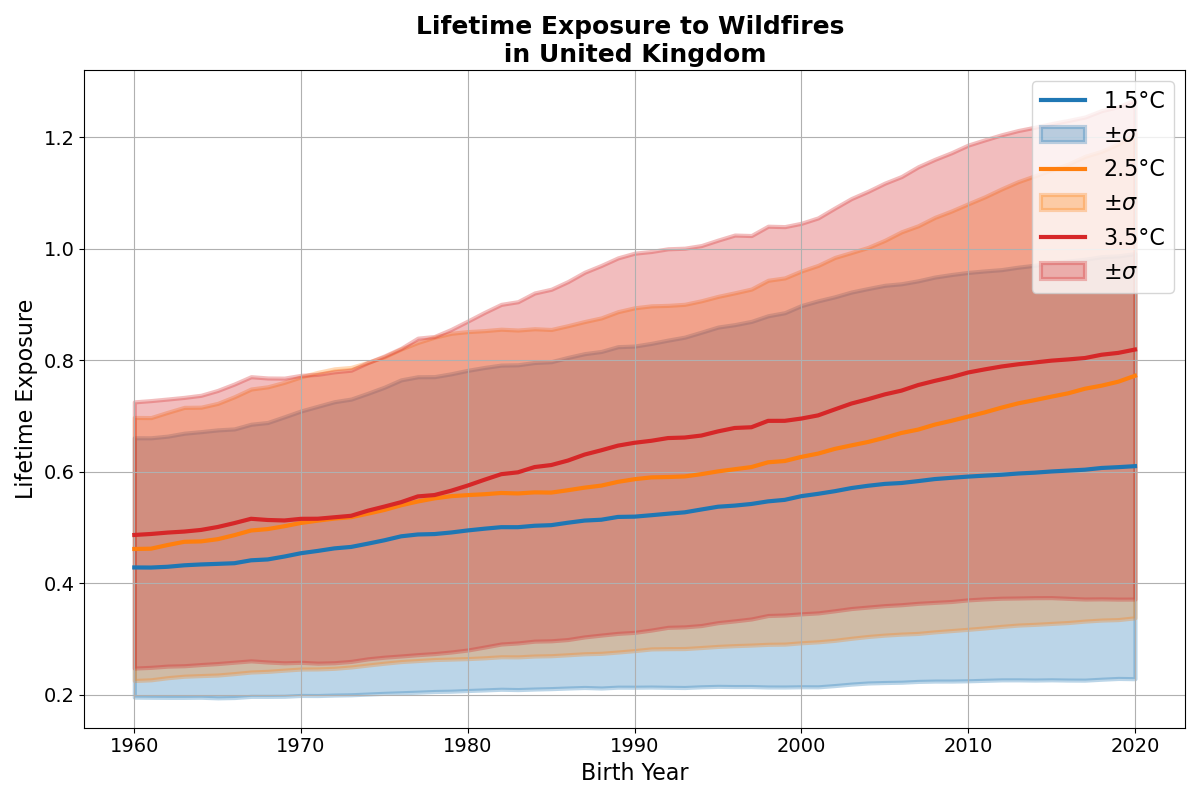 Lifetime Exposure to Wildfires
in United Kingdom
1.5°C
±σ
2.5°C
±σ
3.5°C
±σ
Lifetime Exposure
1.2
1.0
0.8
0.6
0.4
0.2
1960 1970 1980 1990 2000 2010 2020
Birth Year